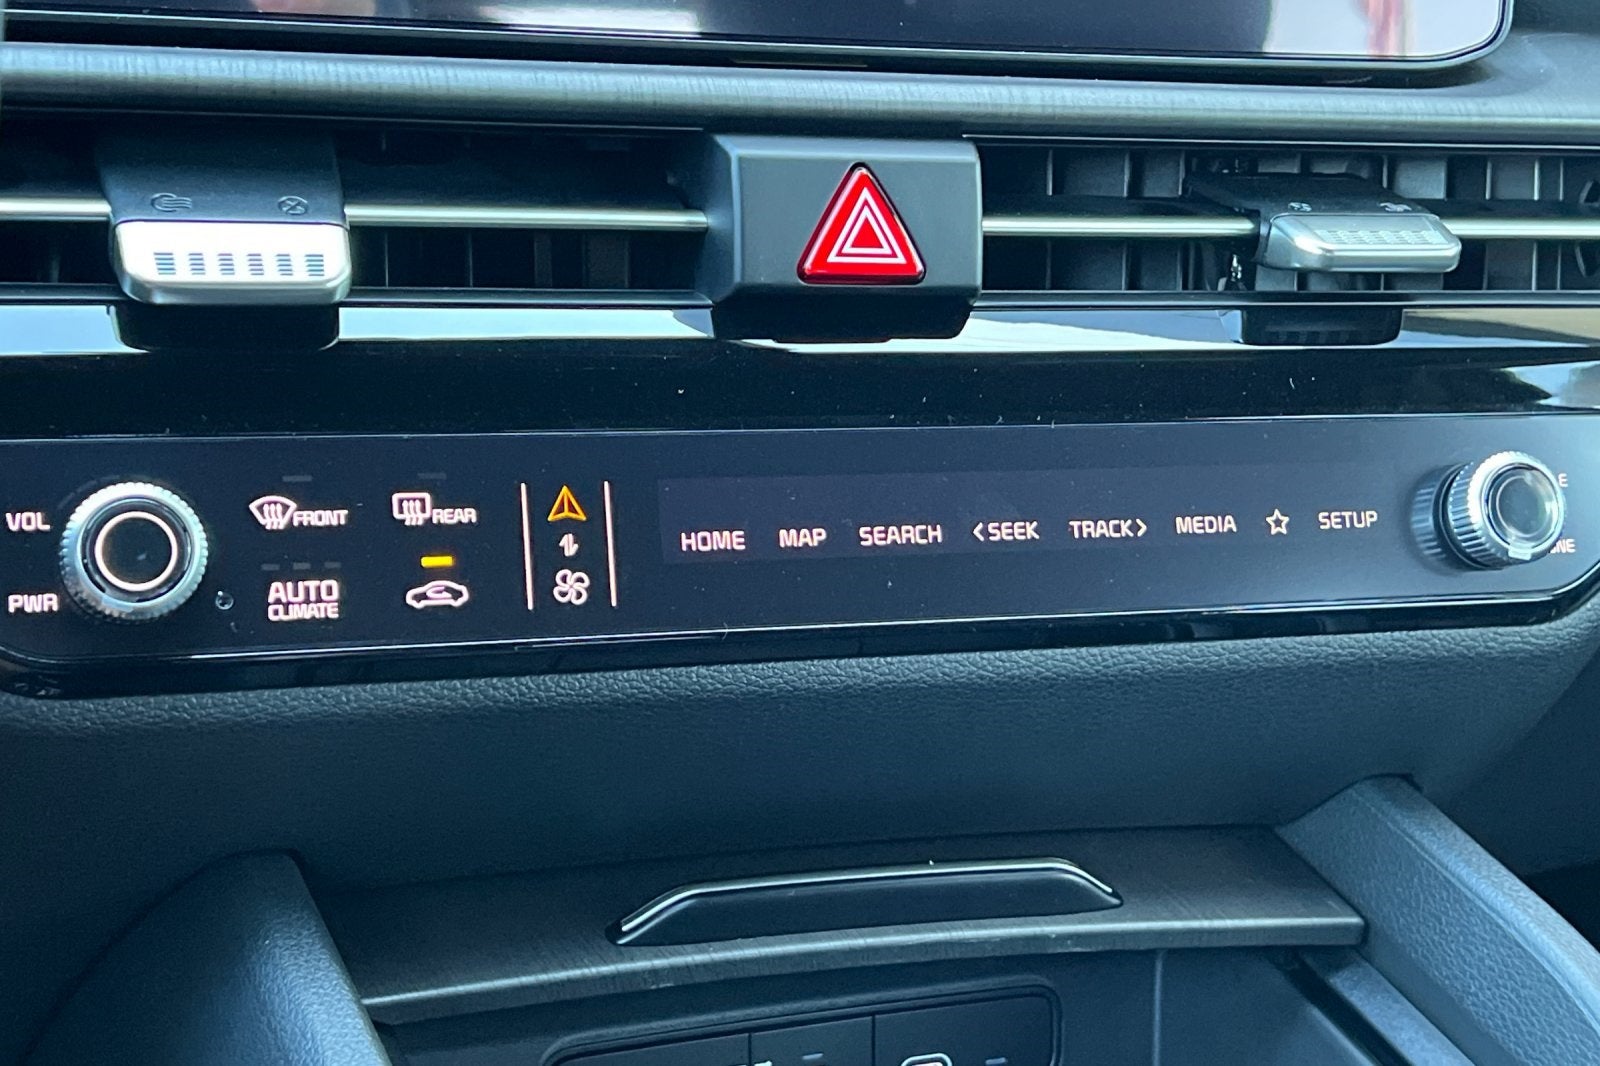 VOL
PWR
FRONT
REAR
AUTO
CLIMATE
HOME MAP SEARCH <SEEK TRACK> MEDIA ☆ SETUP